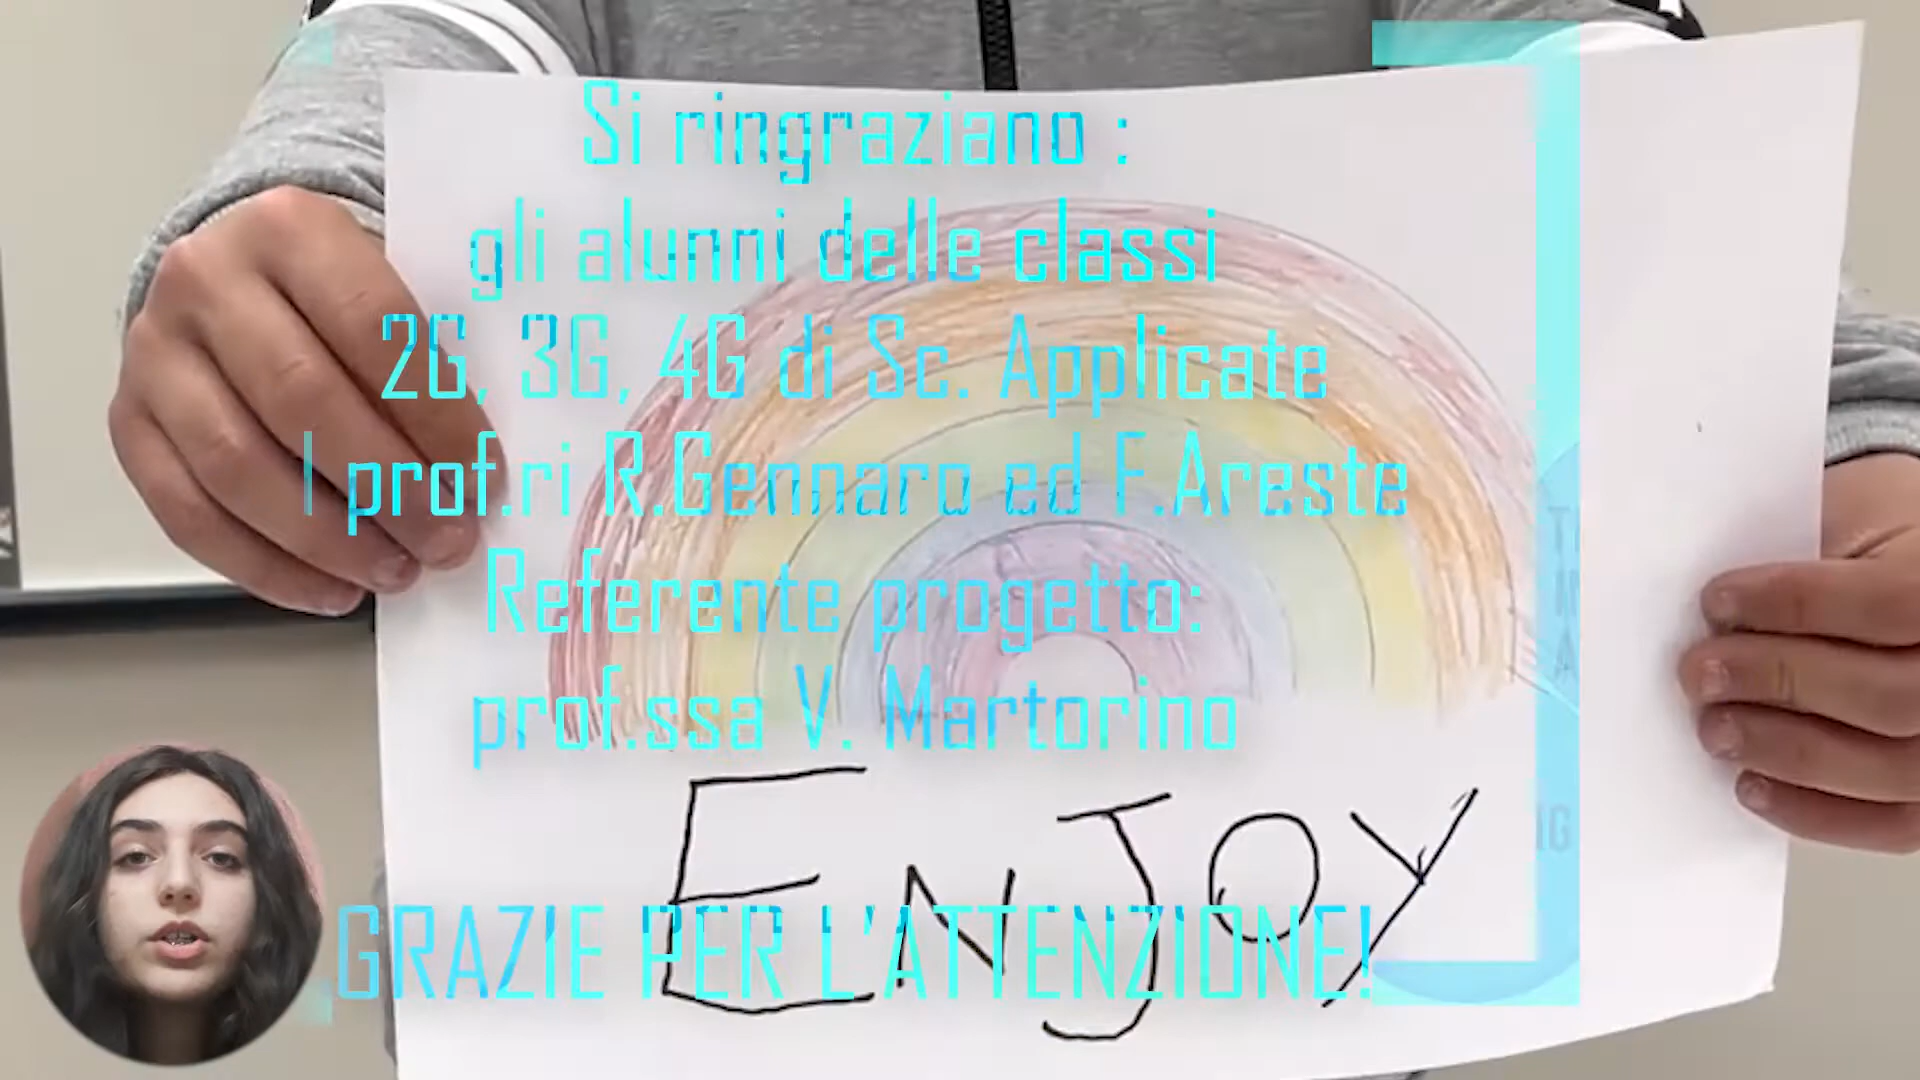 Si ringraziano :
gli alunni delle classi
2G, 3G, 4G di Sc. Applicate
I prof.ri R.Gennaro ed F.Areste
Referente progetto:
prof.ssa V. Martorino
ENJOY
GRAZIE PER L'ATTENZIONE!